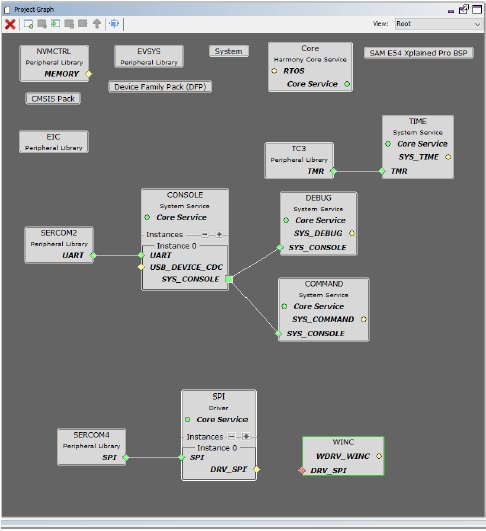 Project Graph
View: Root
NVMCTRL
Peripheral Library
MEMORY
EVSYS
Peripheral Library
System
Core
Harmony Core Service
RTOS
Core Service
SAM E54 Xplained Pro BSP
CMSIS Pack
Device Family Pack (DFP)
EIC
Peripheral Library
TC3
Peripheral Library
TMR
TIME
System Service
Core Service
SYS_TIME
TMR
CONSOLE
System Service
Core Service
Instances
Instance 0
UART
USB_DEVICE_CDC
SYS_CONSOLE
SERCOM2
Peripheral Library
UART
DEBUG
System Service
Core Service
SYS_DEBUG
SYS_CONSOLE
COMMAND
System Service
Core Service
SYS_COMMAND
SYS_CONSOLE
SPI
Driver
Core Service
Instances
Instance 0
SPI
DRV_SPI
SERCOM4
Peripheral Library
SPI
WINC
WDRV_WINC
DRV_SPI